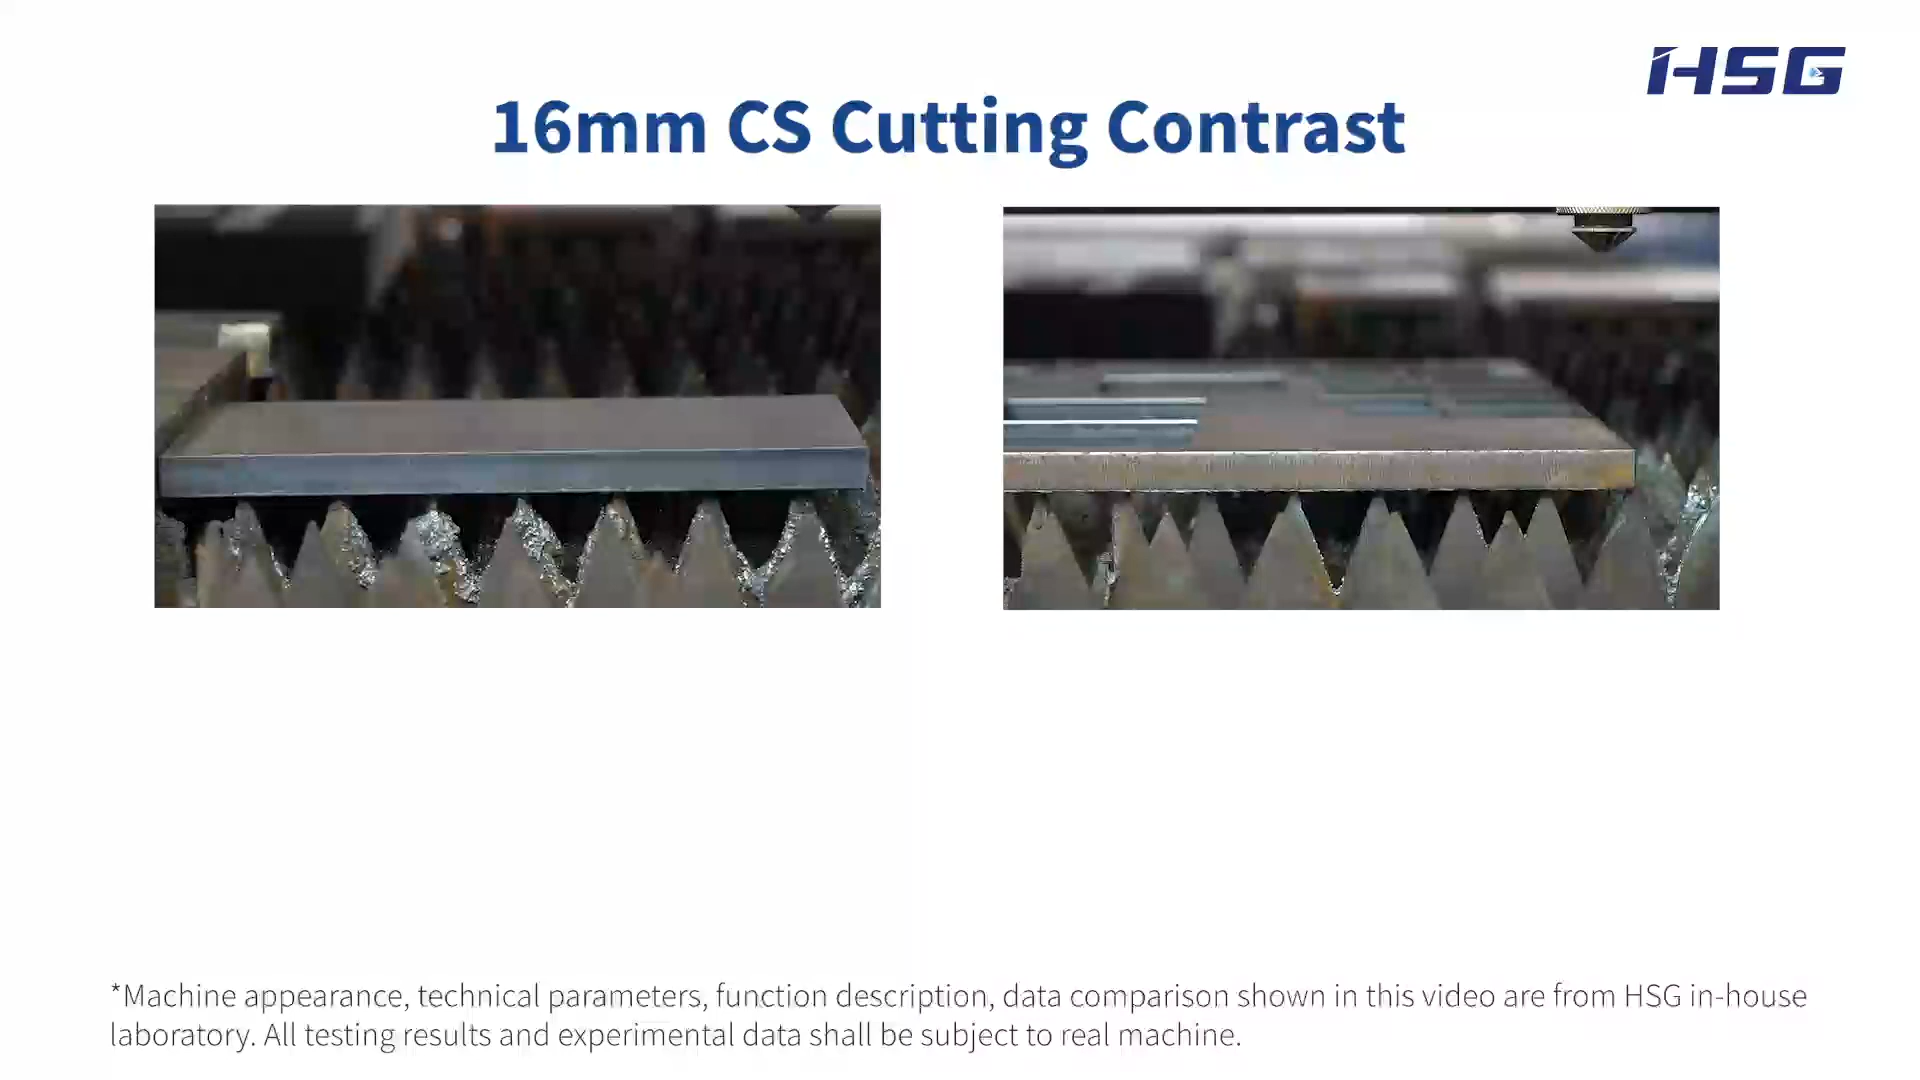 HSG
16mm CS Cutting Contrast
*Machine appearance, technical parameters, function description, data comparison shown in this video are from HSG in-house
laboratory. All testing results and experimental data shall be subject to real machine.